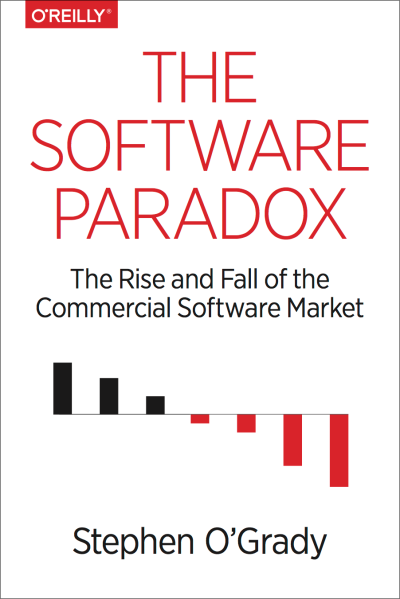 O'REILLY®
THE
SOFTWARE
PARADOX
The Rise and Fall of the
Commercial Software Market
Stephen O'Grady